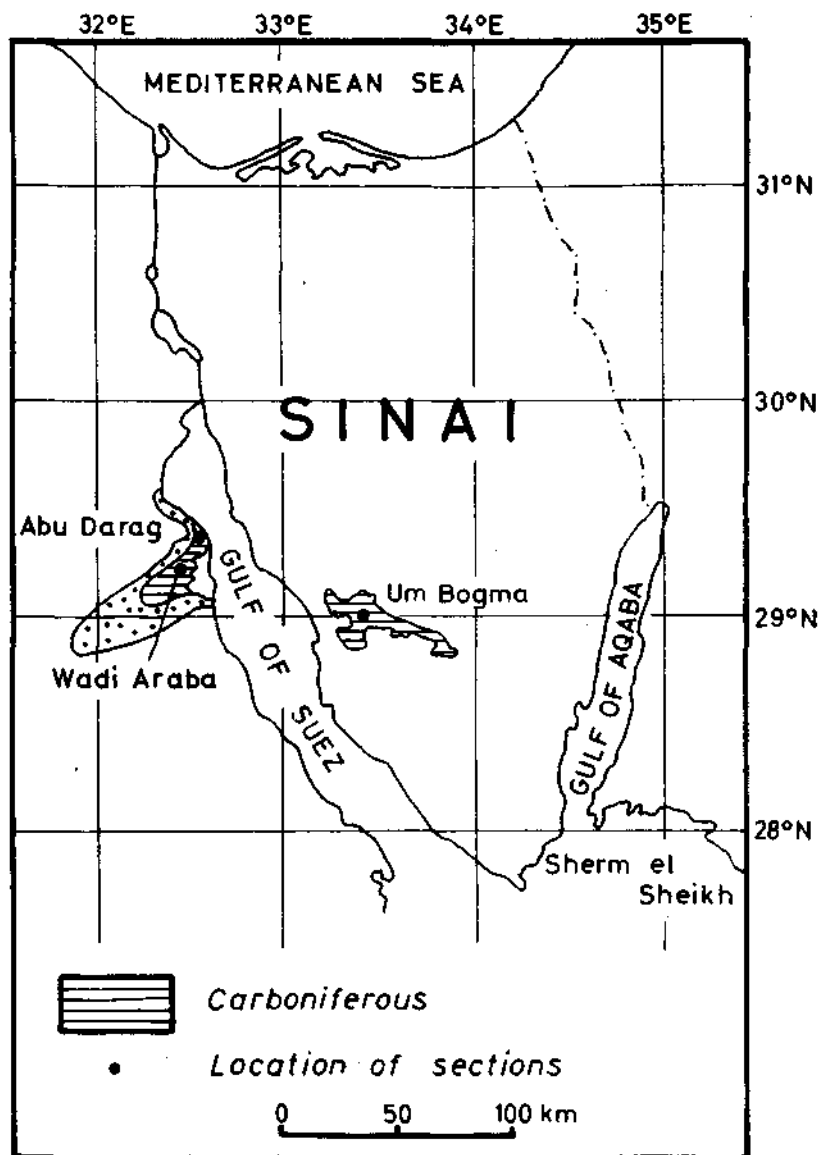 32°E 33°E 34°E 35°E
MEDITERRANEAN SEA
31°N
30°N
SINAI
Abu Darag
GULF OF SUEZ
Um Bogma
29°N
Wadi Araba
GULF OF AQABA
28°N
Sherm el
Sheikh
Carboniferous
Location of sections
0 50 100 km